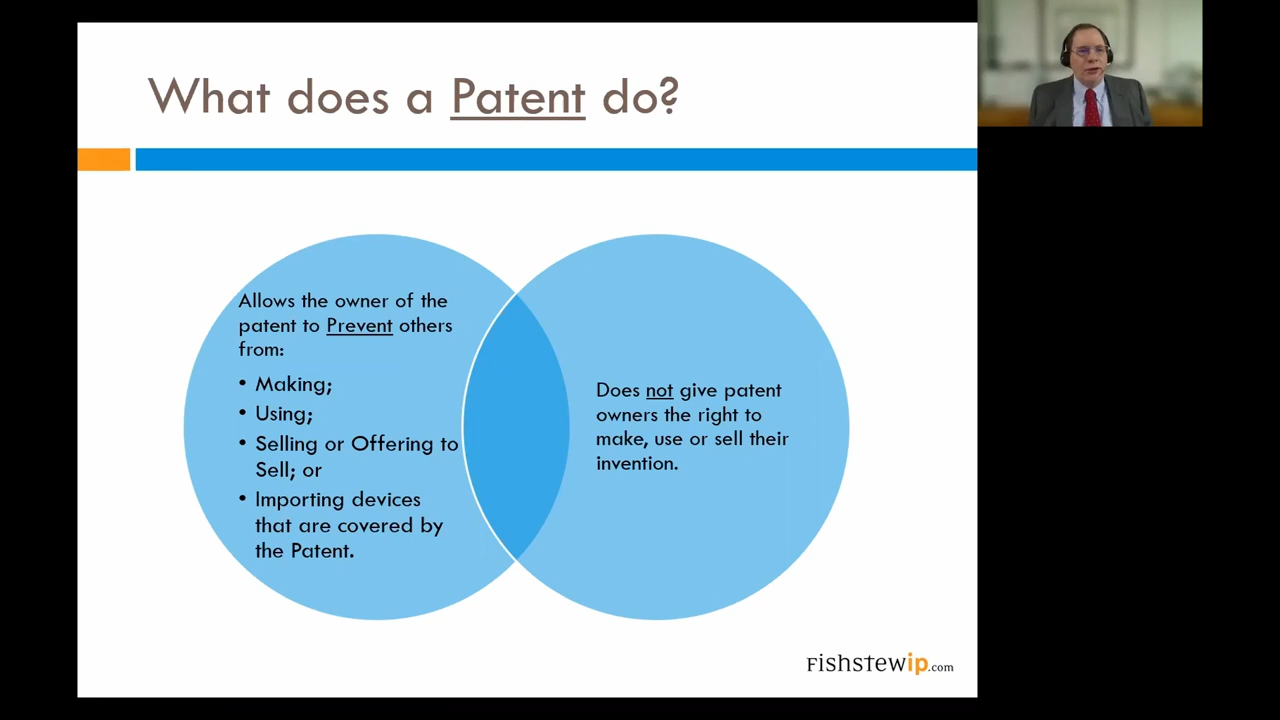 What does a Patent do?
Allows the owner of the
patent to Prevent others
from:
• Making;
• Using;
• Selling or Offering to
Sell; or
• Importing devices
that are covered by
the Patent.
Does not give patent
owners the right to
make, use or sell their
invention.
Fishstewip.com